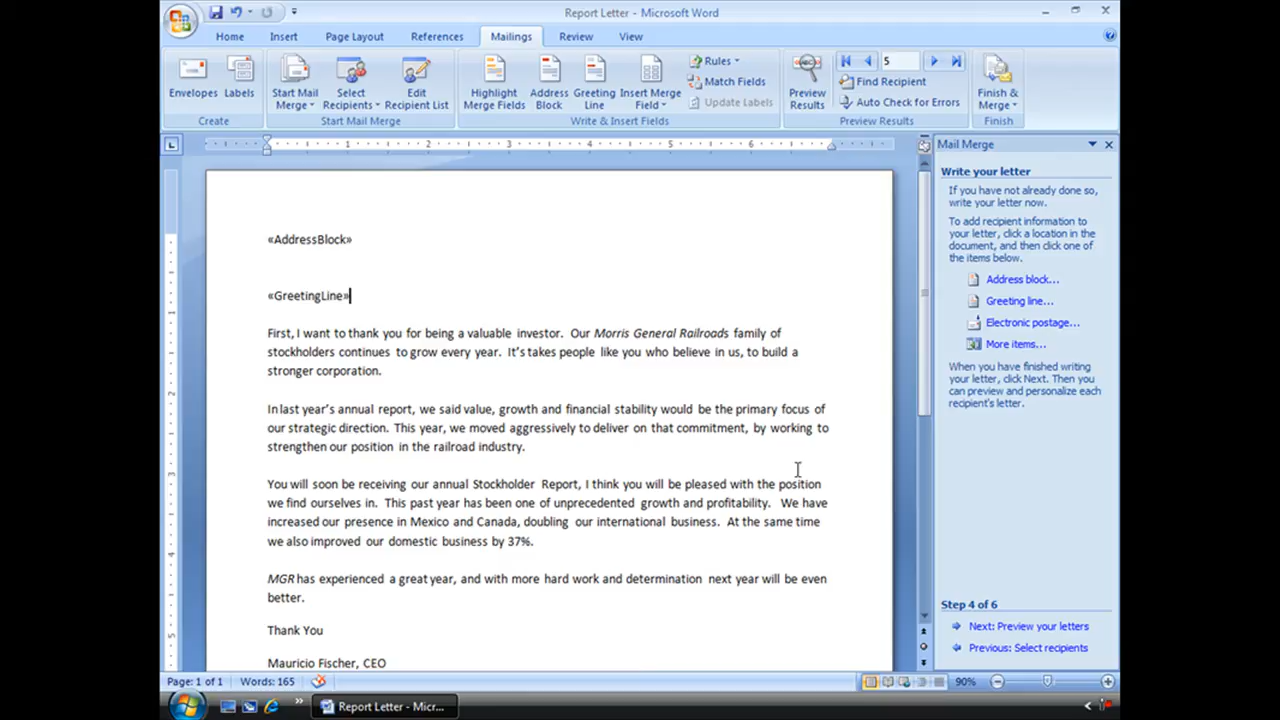 Report Letter - Microsoft Word
Home Insert Page Layout References Mailings Review View
Envelopes Labels
Create
Start Mail Merge Select Recipients Edit Recipient List
Start Mail Merge
Highlight Merge Fields Address Block Greeting Line Insert Merge Field
Rules
Match Fields
Update Labels
Write & Insert Fields
ABC
Preview Results
5
Find Recipient
Auto Check for Errors
Preview Results
Finish & Merge
Finish
L
1 2 3 4 5 6
«AddressBlock»
«GreetingLine»
First, I want to thank you for being a valuable investor. Our Morris General Railroads family of
stockholders continues to grow every year. It’s takes people like you who believe in us, to build a
stronger corporation.
In last year’s annual report, we said value, growth and financial stability would be the primary focus of
our strategic direction. This year, we moved aggressively to deliver on that commitment, by working to
strengthen our position in the railroad industry.
You will soon be receiving our annual Stockholder Report, I think you will be pleased with the position
we find ourselves in. This past year has been one of unprecedented growth and profitability. We have
increased our presence in Mexico and Canada, doubling our international business. At the same time
we also improved our domestic business by 37%.
MGR has experienced a great year, and with more hard work and determination next year will be even
better.
Thank You
Mauricio Fischer, CEO
Mail Merge
Write your letter
If you have not already done so,
write your letter now.
To add recipient information to
your letter, click a location in the
document, and then click one of
the items below.
Address block...
Greeting line...
Electronic postage...
More items...
When you have finished writing
your letter, click Next. Then you
can preview and personalize each
recipient's letter.
Step 4 of 6
Next: Preview your letters
Previous: Select recipients
Page: 1 of 1 Words: 165 90%
Report Letter - Micr...